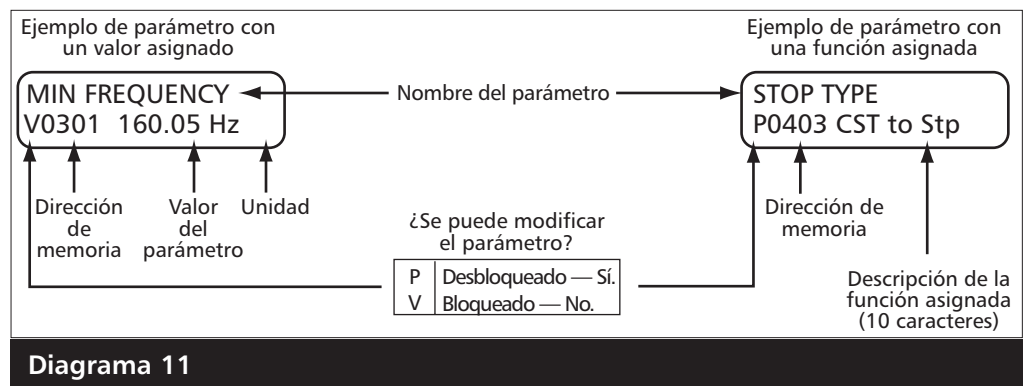 Ejemplo de parámetro con
un valor asignado
Ejemplo de parámetro con
una función asignada
MIN FREQUENCY
V0301 160.05 Hz
Nombre del parámetro
STOP TYPE
P0403 CST to Stp
Dirección
de
memoria
Valor
del
parámetro
Unidad
¿Se puede modificar
el parámetro?
P Desbloqueado — Sí.
V Bloqueado — No.
Dirección de
memoria
Descripción de la
función asignada
(10 caracteres)
Diagrama 11